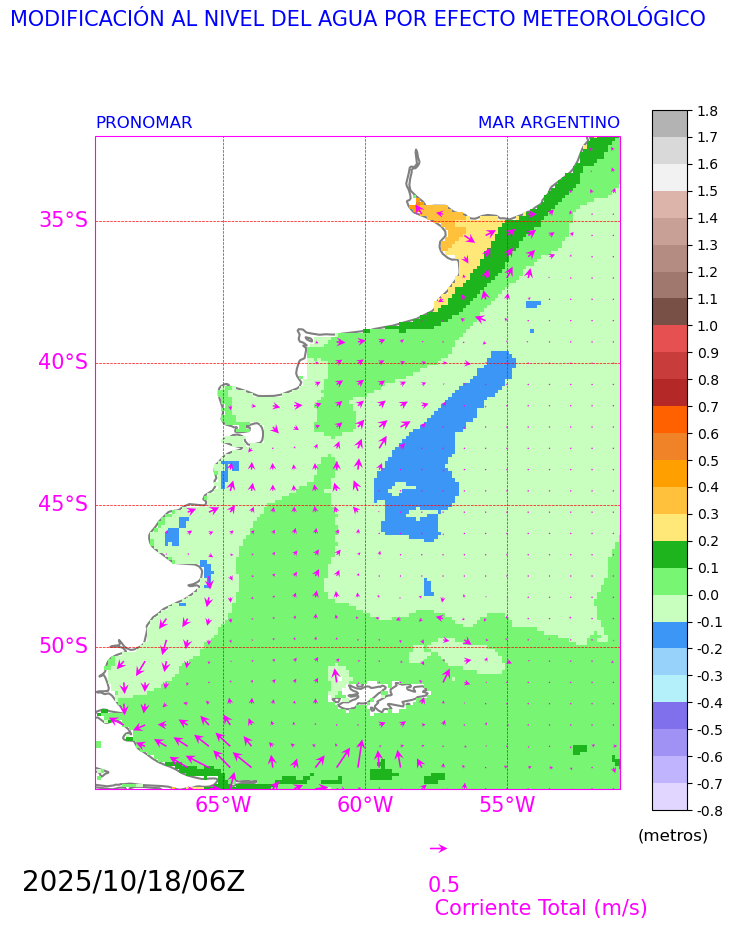 MODIFICACIÓN AL NIVEL DEL AGUA POR EFECTO METEOROLÓGICO
PRONOMAR MAR ARGENTINO
35°S
40°S
45°S
50°S
65°W 60°W 55°W
1.8
1.7
1.6
1.5
1.4
1.3
1.2
1.1
1.0
0.9
0.8
0.7
0.6
0.5
0.4
0.3
0.2
0.1
0.0
-0.1
-0.2
-0.3
-0.4
-0.5
-0.6
-0.7
-0.8
(metros)
2025/10/18/06Z
0.5
Corriente Total (m/s)